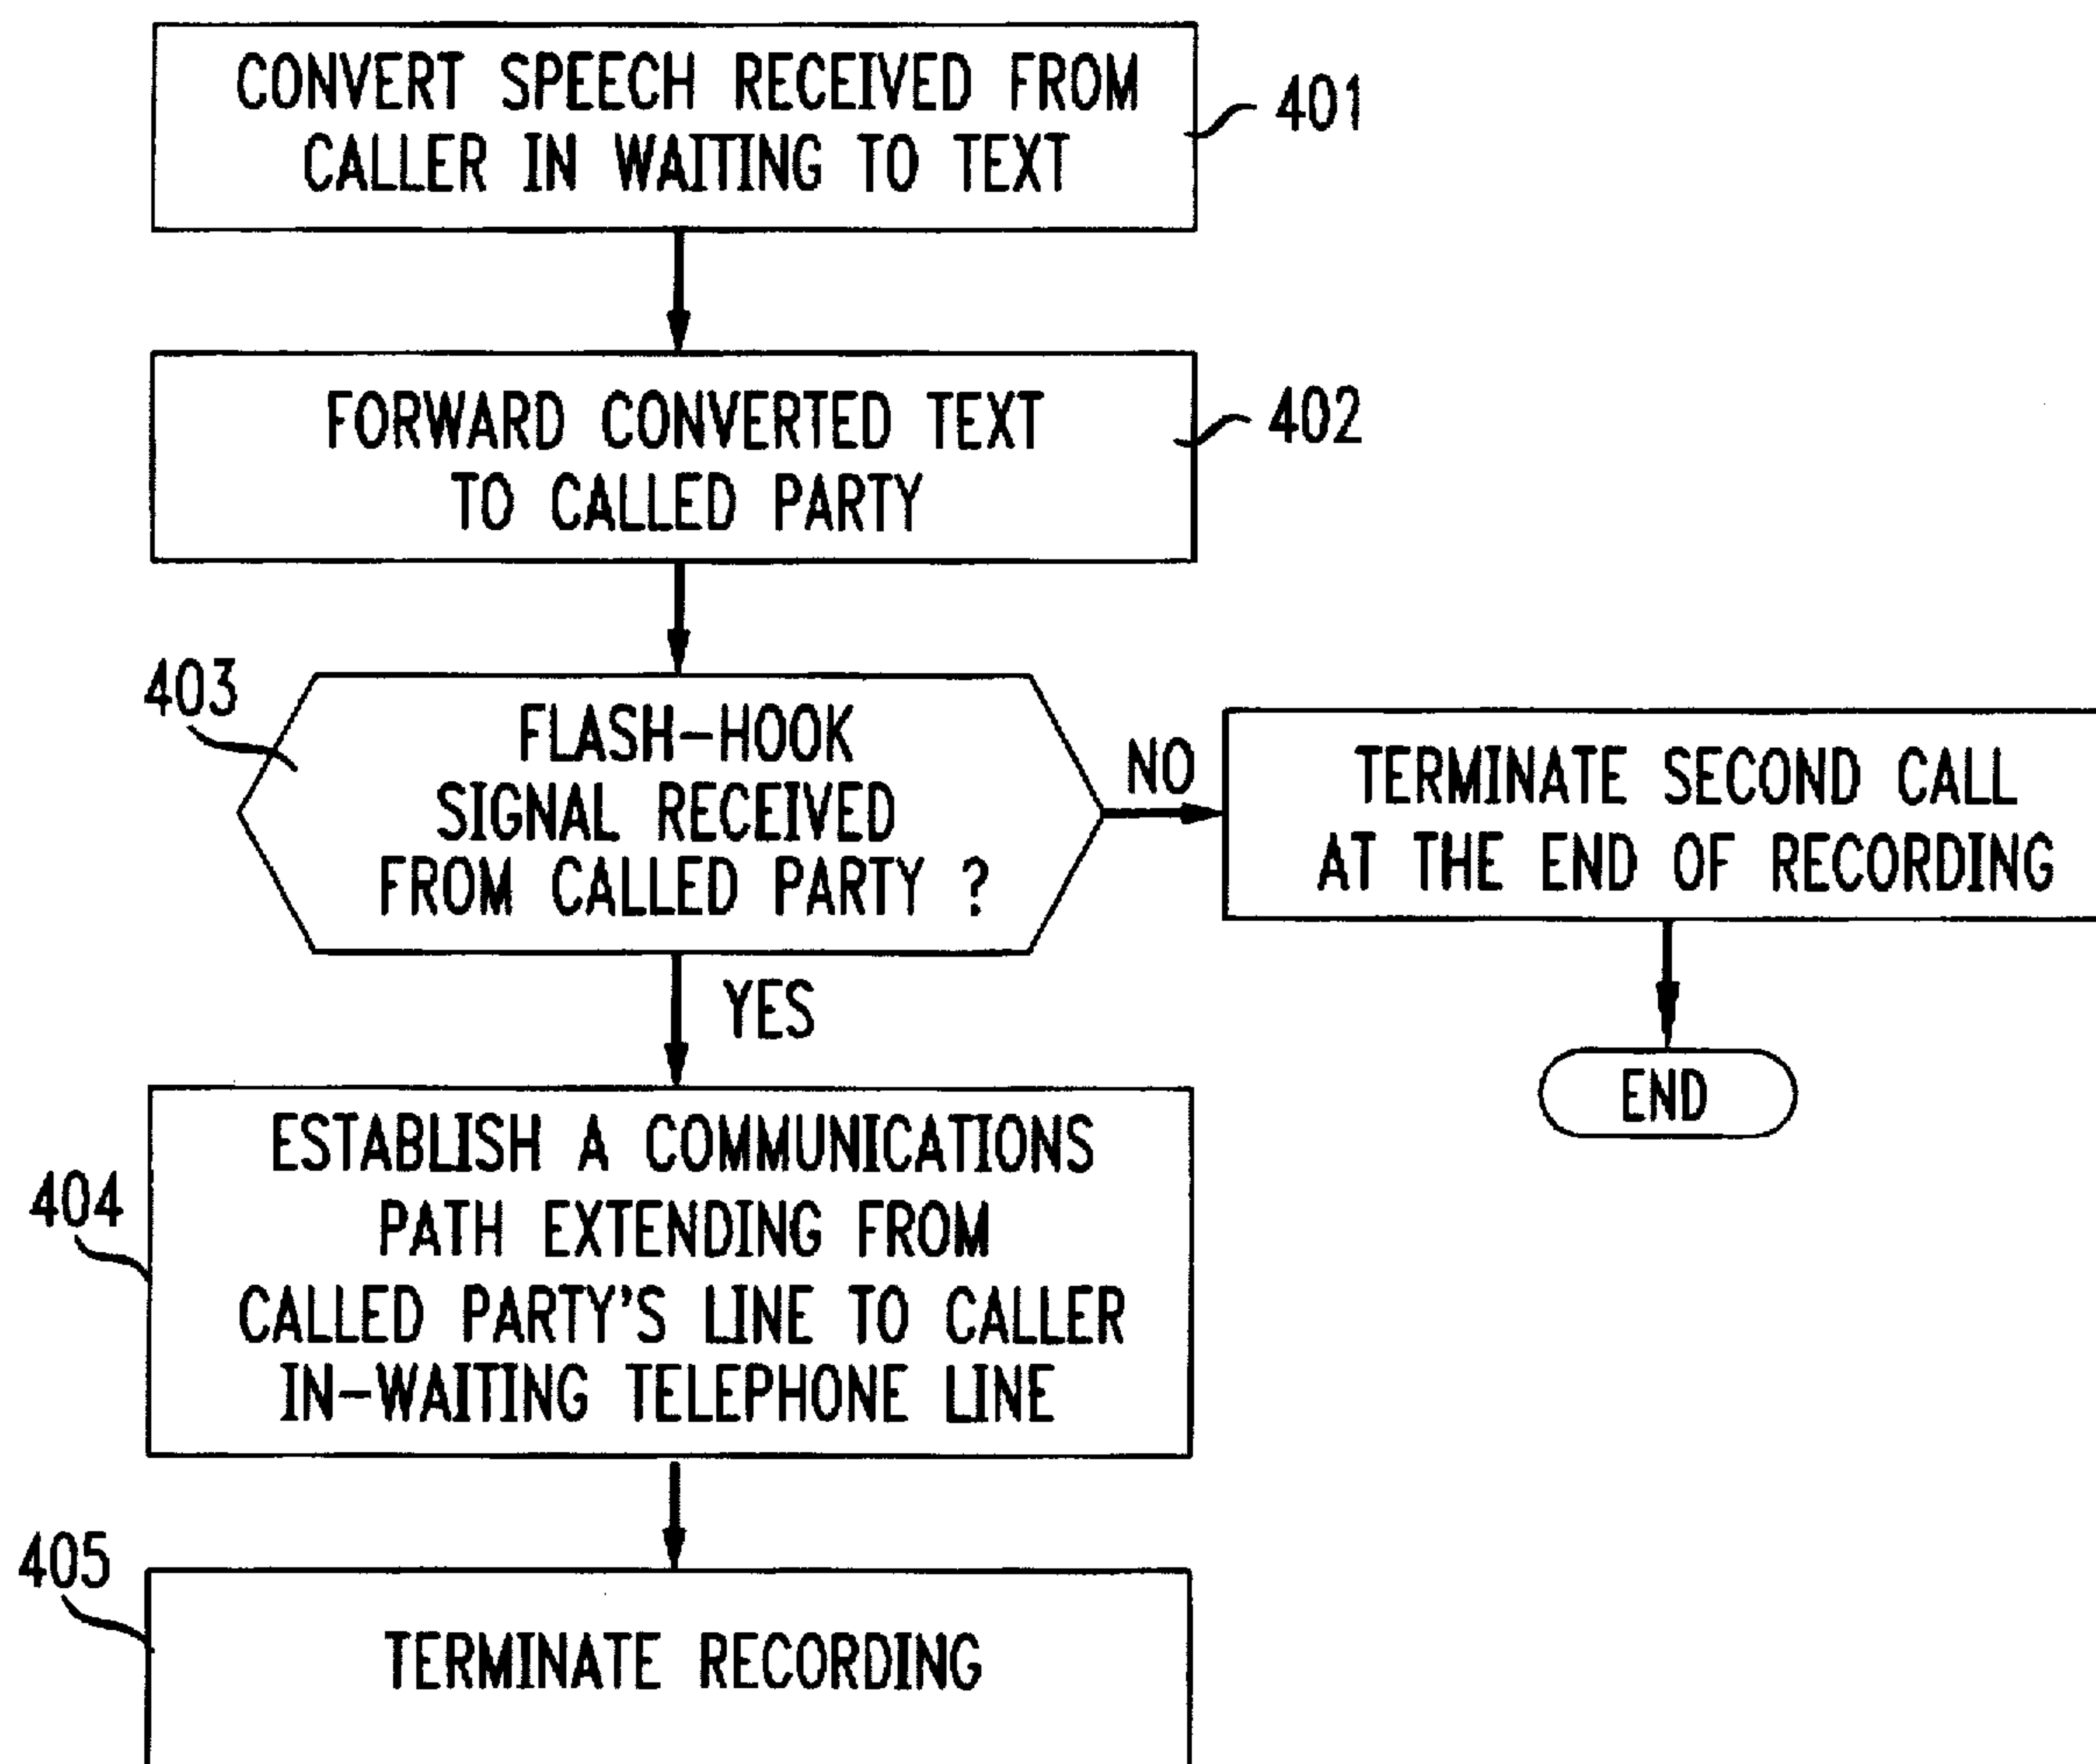 CONVERT SPEECH RECEIVED FROM
CALLER IN WAITING TO TEXT
401
FORWARD CONVERTED TEXT
TO CALLED PARTY
402
403
FLASH-HOOK
SIGNAL RECEIVED
FROM CALLED PARTY ?
NO
TERMINATE SECOND CALL
AT THE END OF RECORDING
YES
END
404
ESTABLISH A COMMUNICATIONS
PATH EXTENDING FROM
CALLED PARTY'S LINE TO CALLER
IN-WAITING TELEPHONE LINE
405
TERMINATE RECORDING